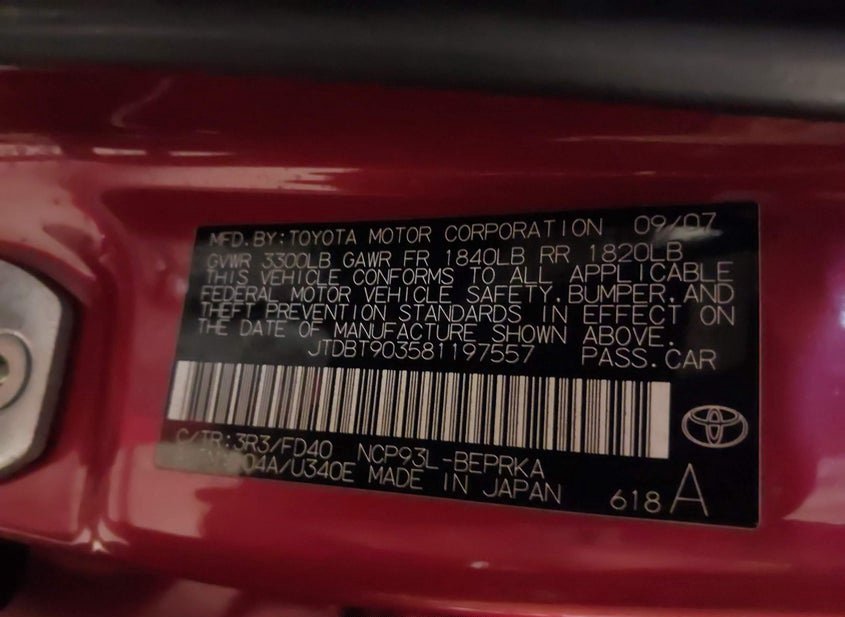 MFD.BY:TOYOTA MOTOR CORPORATION 09/07
GVWR 3300LB GAWR FR 1840LB RR 1820LB
THIS VEHICLE CONFORMS TO ALL APPLICABLE
FEDERAL MOTOR VEHICLE SAFETY,BUMPER,AND
THEFT PREVENTION STANDARDS IN EFFECT ON
THE DATE OF MANUFACTURE SHOWN ABOVE.
JTDBT903581197557 PASS.CAR
C/TR:3R3/FD40 NCP93L-BEPRKA
04A/U340E MADE IN JAPAN
618 A